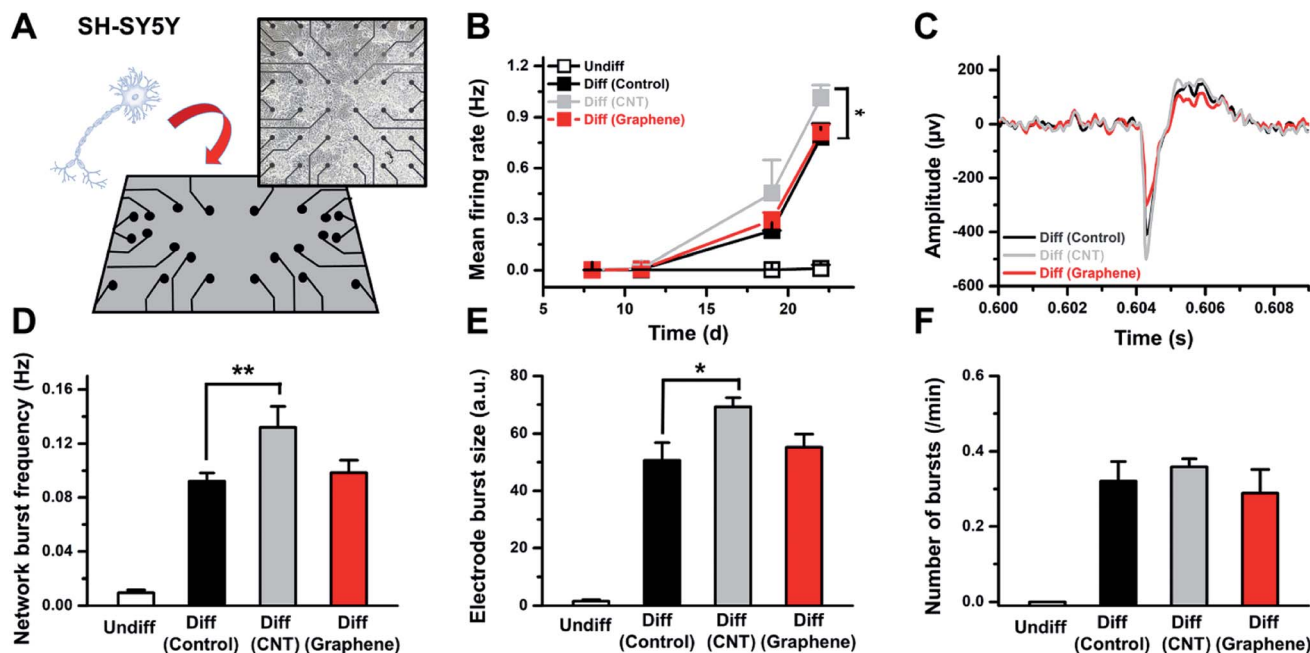 A
SH-SY5Y
B
Mean firing rate (Hz)
1.2
0.9
0.6
0.3
0.0
Undiff
Diff (Control)
Diff (CNT)
Diff (Graphene)
*
5
10
15
20
Time (d)
C
Amplitude (μv)
200
0
-200
-400
-600
Diff (Control)
Diff (CNT)
Diff (Graphene)
0.600
0.602
0.604
0.606
0.608
Time (s)
D
Network burst frequency (Hz)
0.16
0.12
0.08
0.04
0.00
**
Undiff
Diff
(Control)
Diff
(CNT)
Diff
(Graphene)
E
Electrode burst size (a.u.)
80
60
40
20
0
*
Undiff
Diff
(Control)
Diff
(CNT)
Diff
(Graphene)
F
Number of bursts (/min)
0.6
0.4
0.2
0.0
Undiff
Diff
(Control)
Diff
(CNT)
Diff
(Graphene)